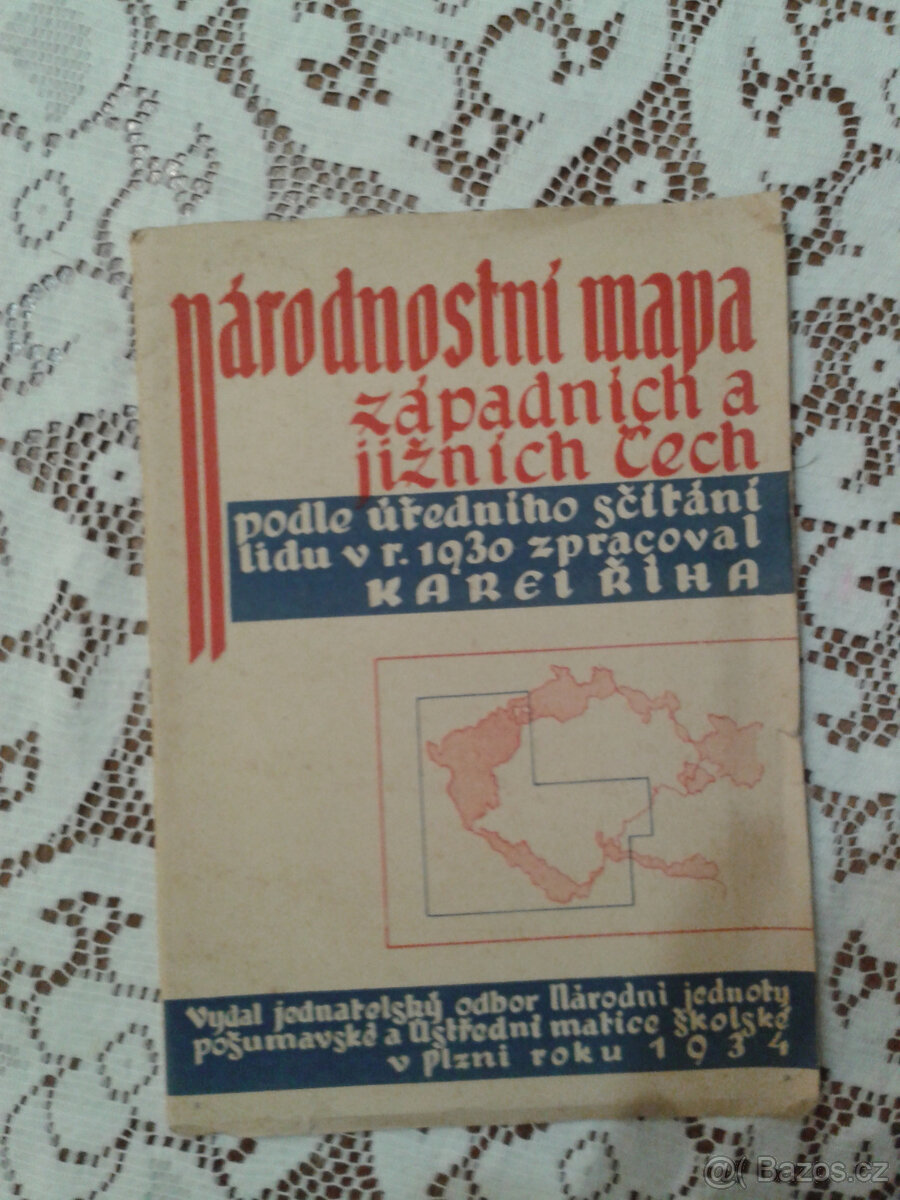 Národnostní mapa
západních a
jižních Čech
podle úředního sčítání
lidu v r. 1930 zpracoval
KAREL ŘÍHA
Vydal jednatelský odbor Národní jednoty
pošumavské a Ústřední matice školské
v Plzni roku 1934
@ Bazos.cz